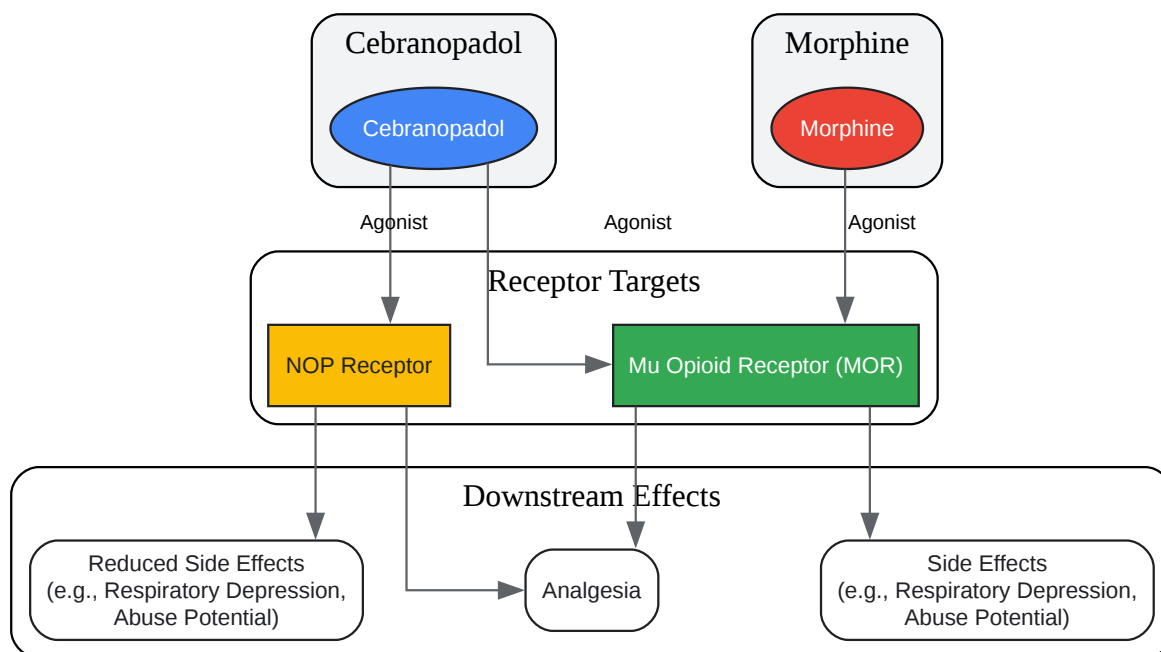 Cebranopadol
Morphine
Cebranopadol
Morphine
Agonist
Agonist
Agonist
Receptor Targets
NOP Receptor
Mu Opioid Receptor (MOR)
Downstream Effects
Reduced Side Effects
(e.g., Respiratory Depression,
Abuse Potential)
Analgesia
Side Effects
(e.g., Respiratory Depression,
Abuse Potential)